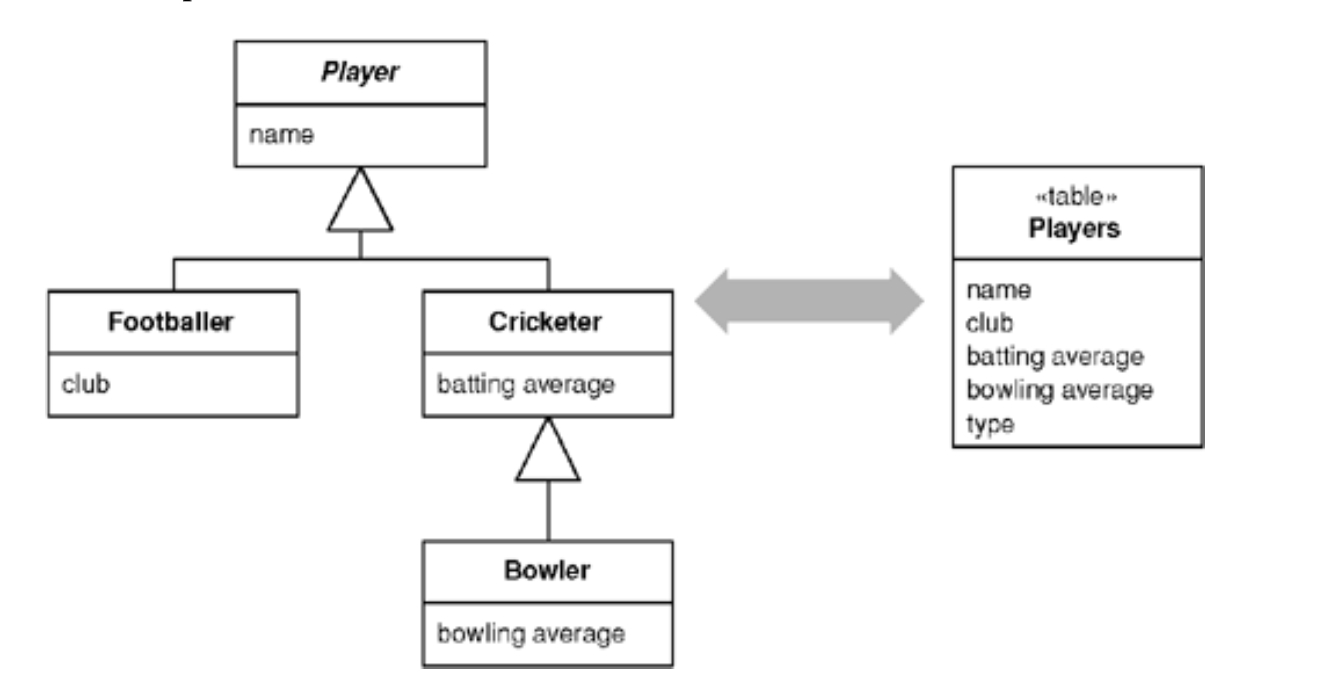 Player
name
Footballer
club
Cricketer
batting average
Bowler
bowling average
«table»
Players
name
club
batting average
bowling average
type